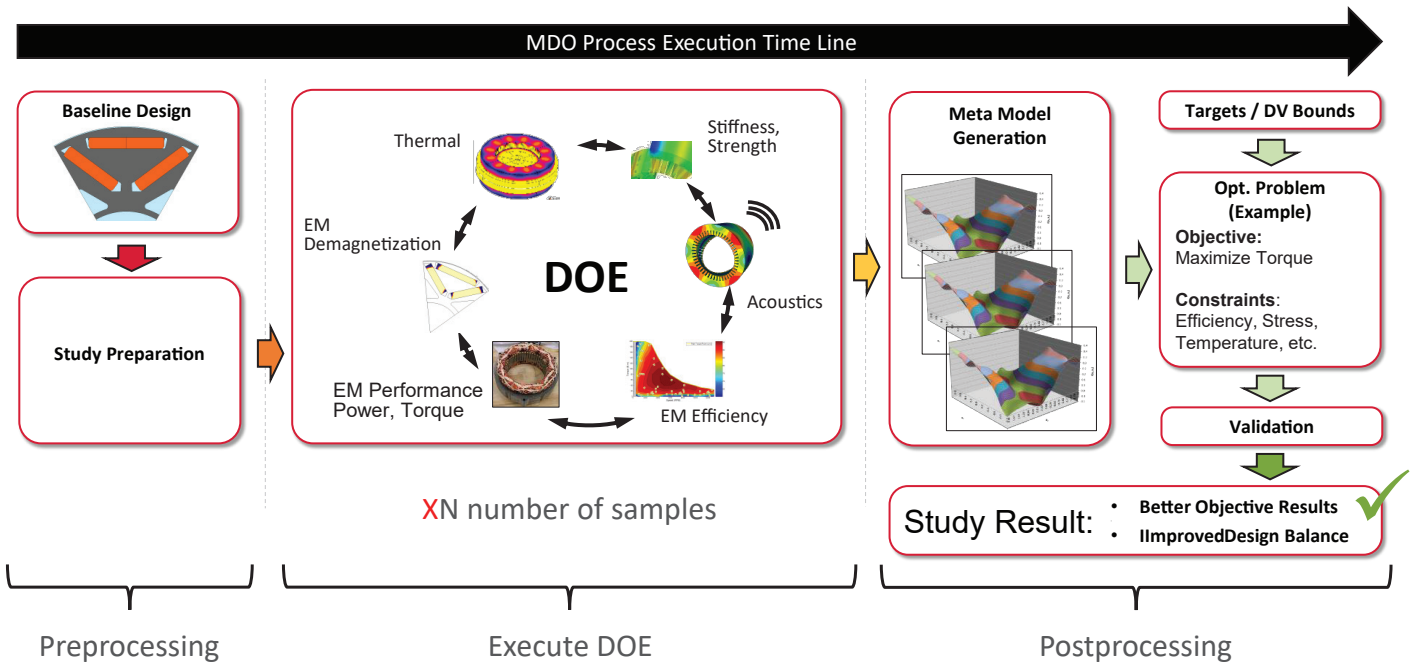 MDO Process Execution Time Line
Baseline Design
Study Preparation
Thermal
Stiffness,
Strength
EM
Demagnetization
DOE
Acoustics
EM Performance
Power, Torque
EM Efficiency
XN number of samples
Meta Model
Generation
Targets / DV Bounds
Opt. Problem
(Example)
Objective:
Maximize Torque
Constraints:
Efficiency, Stress,
Temperature, etc.
Validation
Study Result:
• Better Objective Results
• IImprovedDesign Balance
Preprocessing
Execute DOE
Postprocessing